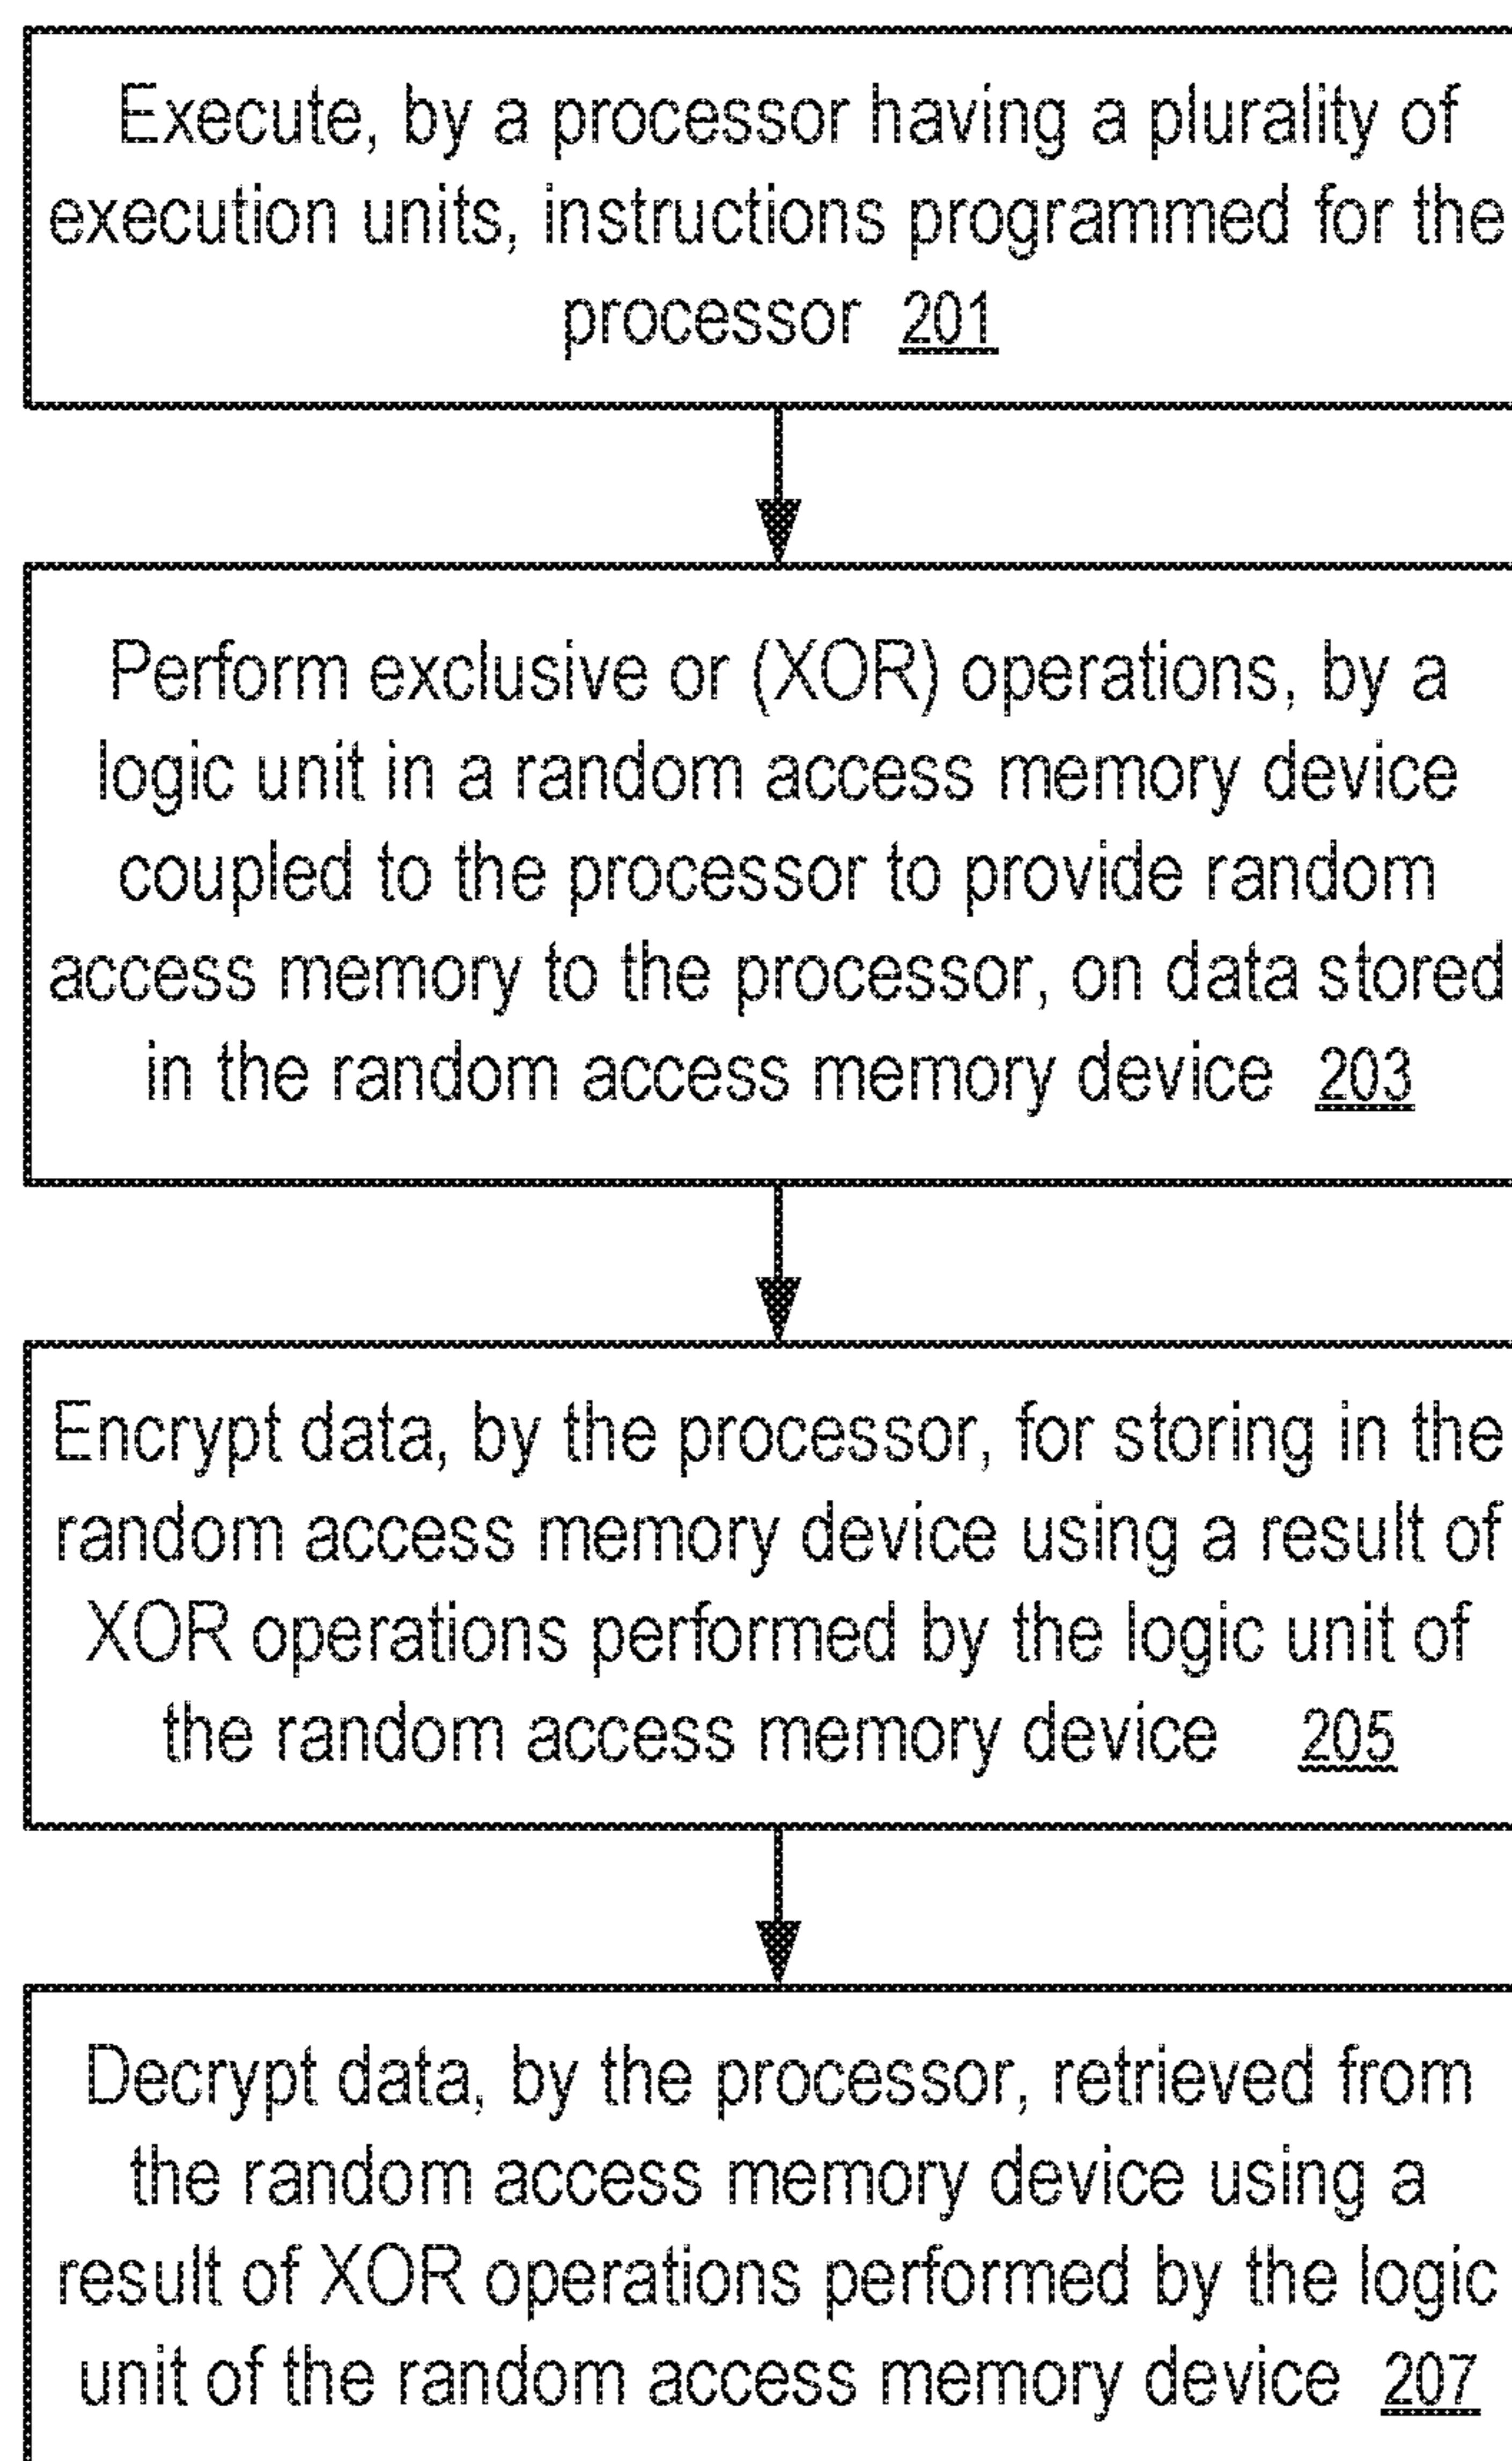 Execute, by a processor having a plurality of
execution units, instructions programmed for the
processor 201
Perform exclusive or (XOR) operations, by a
logic unit in a random access memory device
coupled to the processor to provide random
access memory to the processor, on data stored
in the random access memory device 203
Encrypt data, by the processor, for storing in the
random access memory device using a result of
XOR operations performed by the logic unit of
the random access memory device 205
Decrypt data, by the processor, retrieved from
the random access memory device using a
result of XOR operations performed by the logic
unit of the random access memory device 207